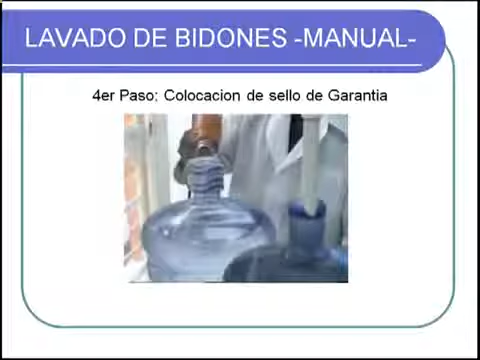 LAVADO DE BIDONES -MANUAL-
4er Paso: Colocacion de sello de Garantia